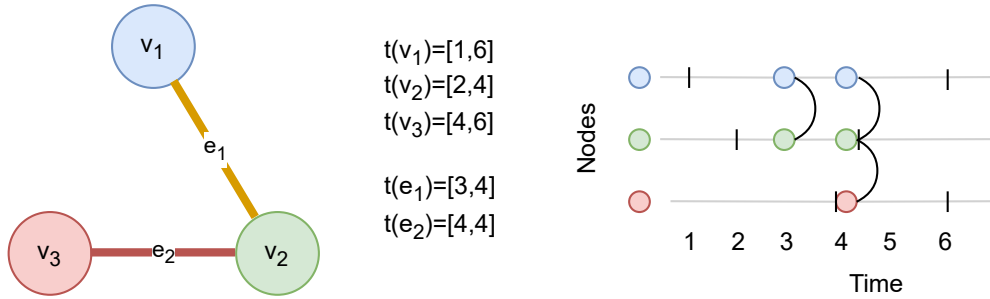 v₁
e₁
v₃
e₂
v₂
t(v₁)=[1,6]
t(v₂)=[2,4]
t(v₃)=[4,6]
t(e₁)=[3,4]
t(e₂)=[4,4]
Nodes
1 2 3 4 5 6
Time